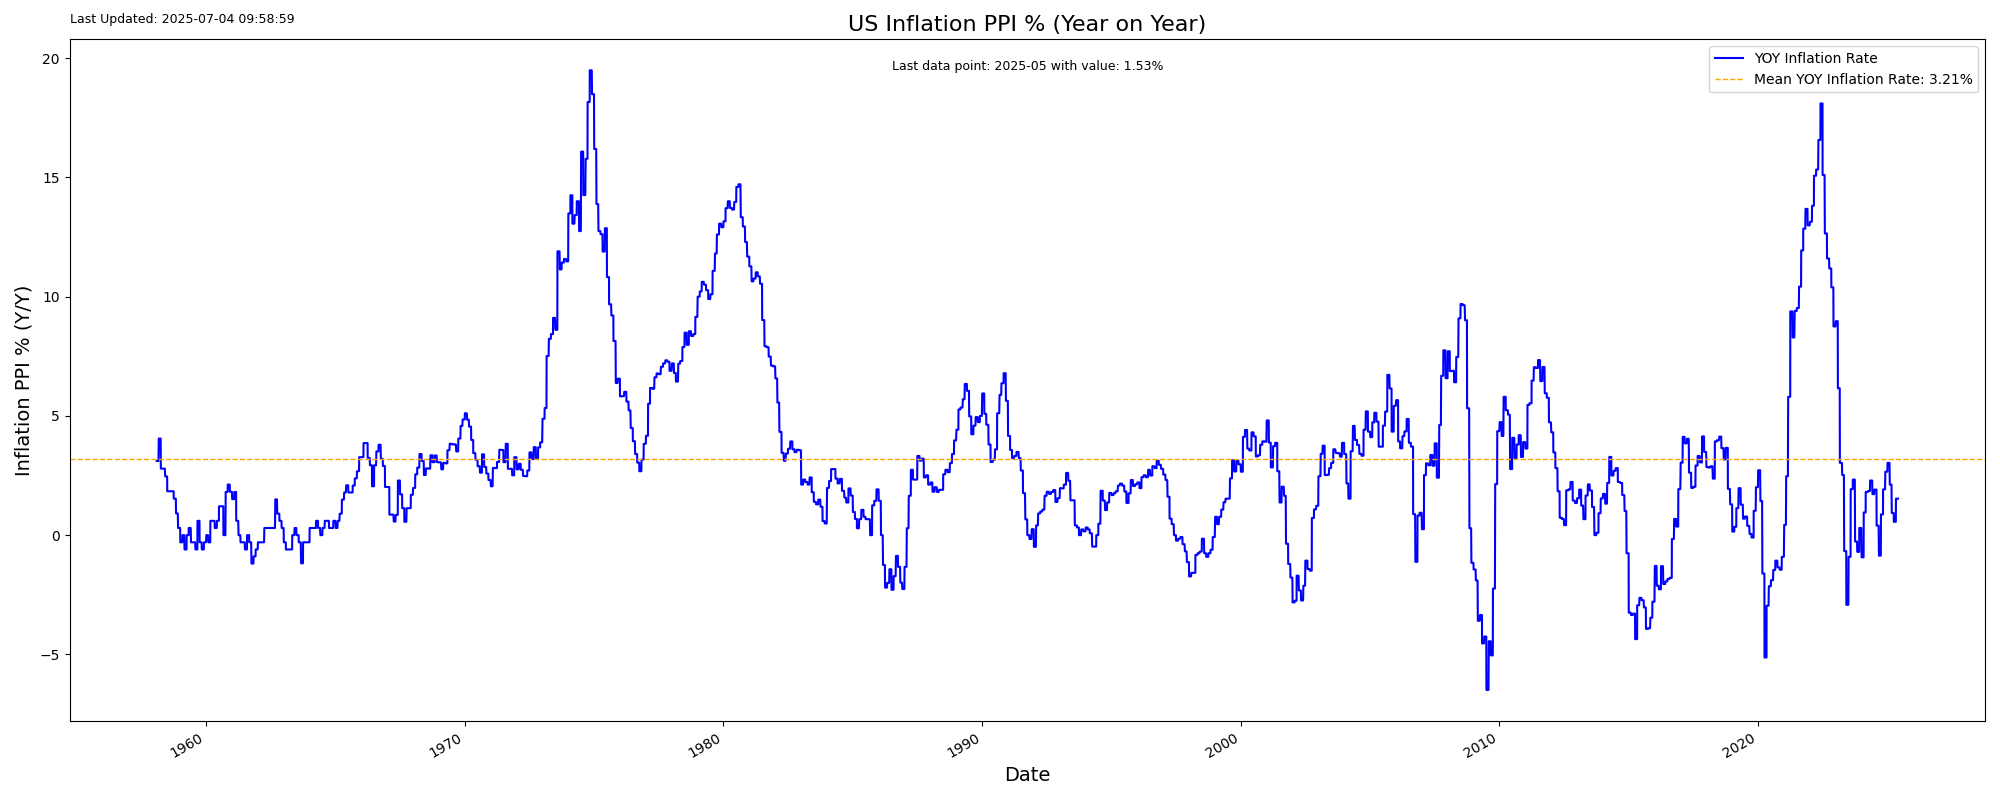 Last Updated: 2025-07-04 09:58:59
US Inflation PPI % (Year on Year)
Last data point: 2025-05 with value: 1.53%
YOY Inflation Rate
Mean YOY Inflation Rate: 3.21%
Inflation PPI % (Y/Y)
20
15
10
5
0
−5
1960
1970
1980
1990
2000
2010
2020
Date